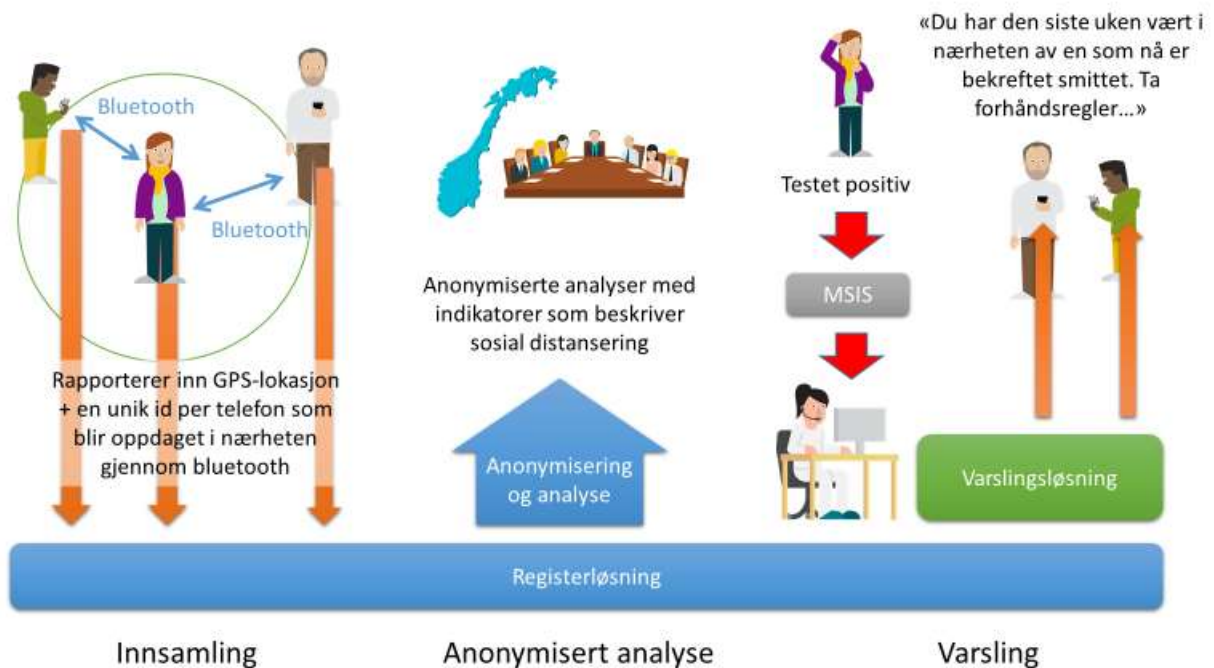 Bluetooth
Bluetooth
Rapporterer inn GPS-lokasjon
+ en unik id per telefon som
blir oppdaget i nærheten
gjennom bluetooth
Anonymiserte analyser med
indikatorer som beskriver
sosial distansering
Anonymisering
og analyse
Testet positiv
MSIS
«Du har den siste uken vært i
nærheten av en som nå er
bekreftet smittet. Ta
forhåndsregler...»
Varslingsløsning
Registerløsning
Innsamling
Anonymisert analyse
Varsling